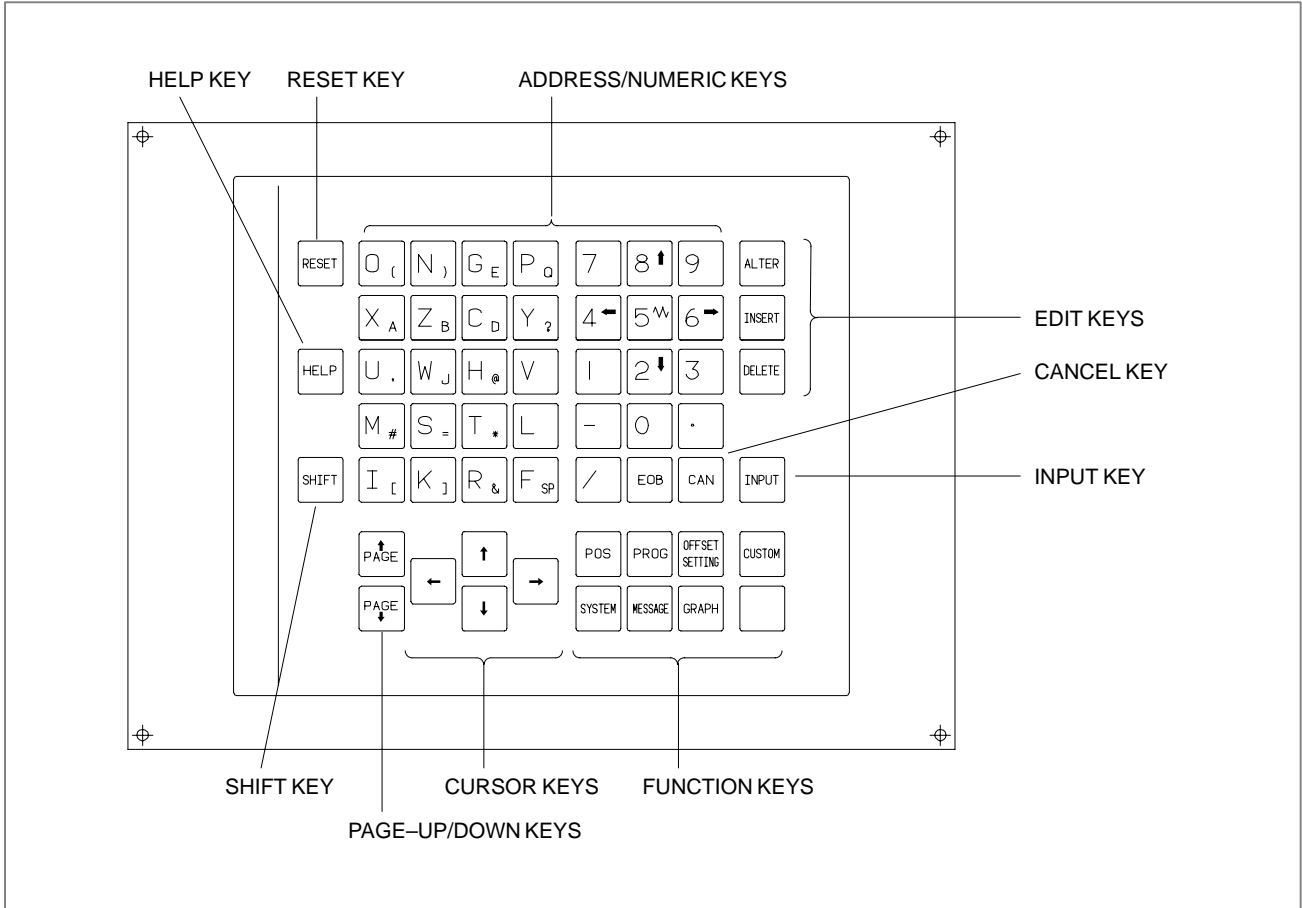 HELP KEY RESET KEY ADDRESS/NUMERIC KEYS
RESET O ( N ) G E P Q 7 8 ⬆ 9 ALTER
X A Z B C D Y ? 4 ⬅ 5 6 ➡ INSERT
EDIT KEYS
HELP U , W J H @ V 1 2 ⬇ 3 DELETE
CANCEL KEY
M # S = T * L - 0 .
SHIFT I [ K ] R & F SP / EOB CAN INPUT
INPUT KEY
↑ PAGE ↑ POS PROG OFFSET SETTING CUSTOM
← →
PAGE ↓ ↓ SYSTEM MESSAGE GRAPH
SHIFT KEY CURSOR KEYS FUNCTION KEYS
PAGE–UP/DOWN KEYS